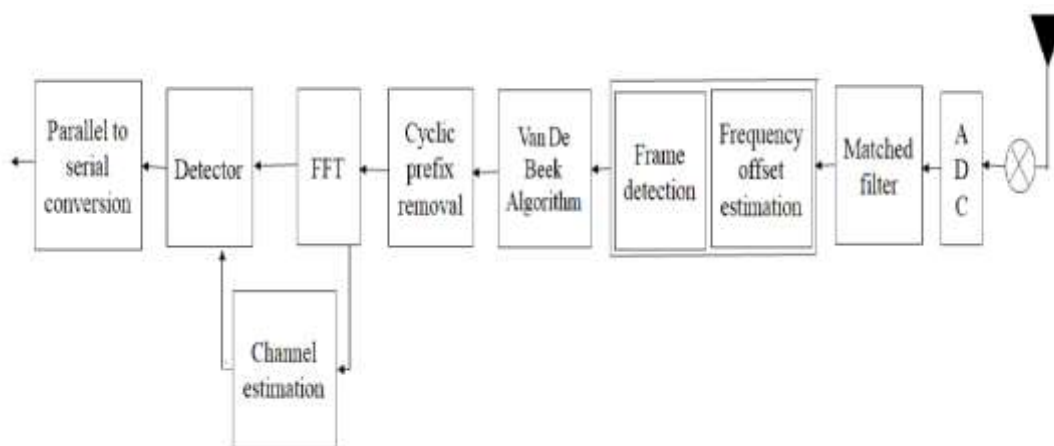 Parallel to
serial
conversion
Detector
FFT
Cyclic
prefix
removal
Van De
Beek
Algorithm
Frame
detection
Frequency
offset
estimation
Matched
filter
A
D
C
Channel
estimation